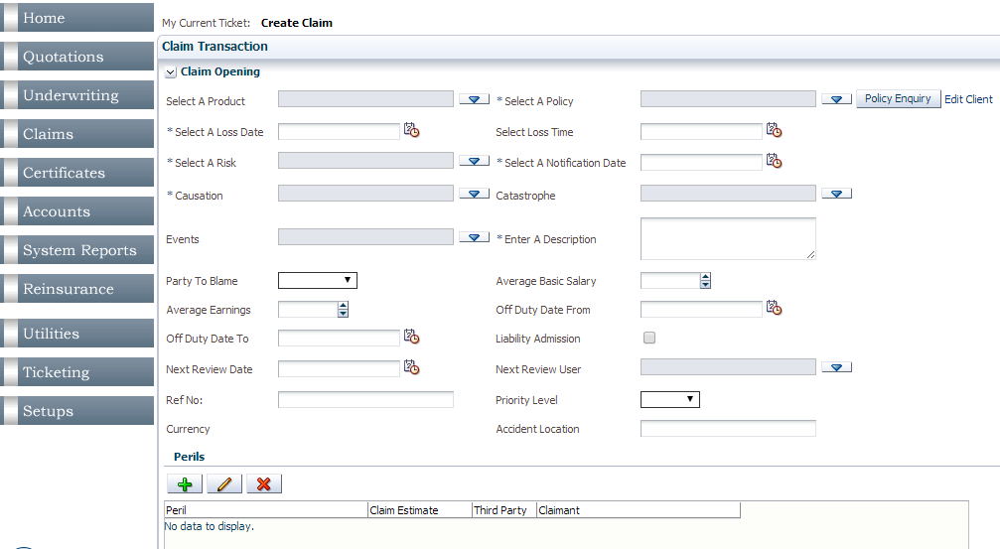 Home
Quotations
Underwriting
Claims
Certificates
Accounts
System Reports
Reinsurance
Utilities
Ticketing
Setups
My Current Ticket: Create Claim
Claim Transaction
Claim Opening
Select A Product * Select A Policy Policy Enquiry Edit Client
* Select A Loss Date Select Loss Time
* Select A Risk * Select A Notification Date
* Causation Catastrophe
Events * Enter A Description
Party To Blame Average Basic Salary
Average Earnings Off Duty Date From
Off Duty Date To Liability Admission
Next Review Date Next Review User
Ref No: Priority Level
Currency Accident Location
Perils
Peril Claim Estimate Third Party Claimant
No data to display.